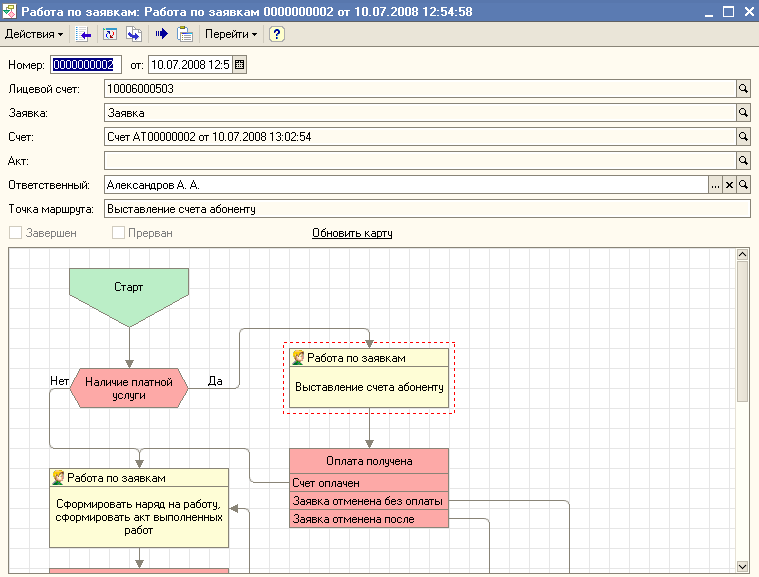 Работа по заявкам: Работа по заявкам 0000000002 от 10.07.2008 12:54:58
Действия Перейти ?
Номер: 0000000002 от: 10.07.2008 12:5
Лицевой счет: 10006000503
Заявка: Заявка
Счет: Счет АТ00000002 от 10.07.2008 13:02:54
Акт:
Ответственный: Александров А. А. ...
Точка маршрута: Выставление счета абоненту
Завершен Прерван Обновить карту
Старт
Нет
Наличие платной
услуги
Да
Работа по заявкам
Выставление счета абоненту
Оплата получена
Счет оплачен
Заявка отменена без оплаты
Заявка отменена после
Работа по заявкам
Сформировать наряд на работу,
сформировать акт выполненных
работ